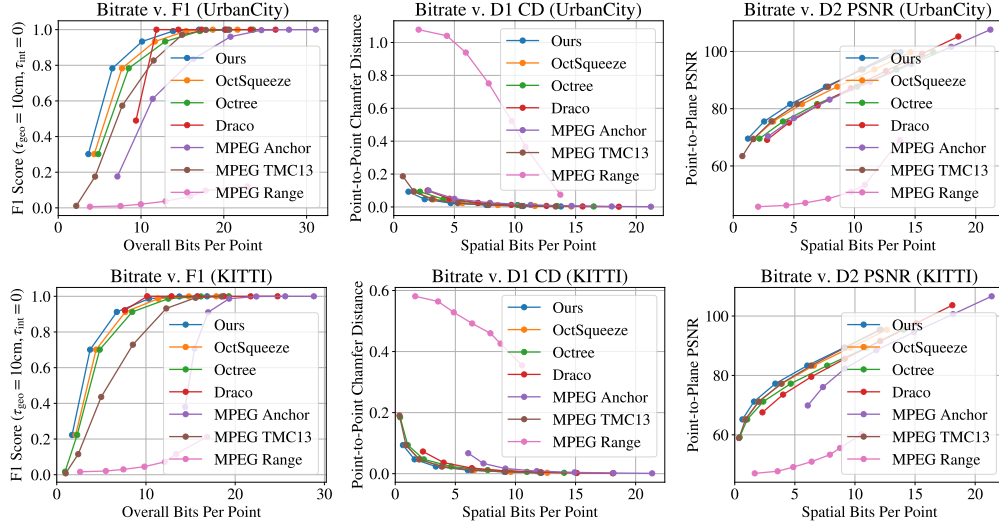 Bitrate v. F1 (UrbanCity)
F1 Score (τgeo = 10cm, τint = 0)
1.0
0.8
0.6
0.4
0.2
0.0
Ours
OctSqueeze
Octree
Draco
MPEG Anchor
MPEG TMC13
MPEG Range
0
10
20
30
Overall Bits Per Point
Bitrate v. D1 CD (UrbanCity)
Point-to-Point Chamfer Distance
1.0
0.8
0.6
0.4
0.2
0.0
Ours
OctSqueeze
Octree
Draco
MPEG Anchor
MPEG TMC13
MPEG Range
0
5
10
15
20
Spatial Bits Per Point
Bitrate v. D2 PSNR (UrbanCity)
Point-to-Plane PSNR
100
80
60
Ours
OctSqueeze
Octree
Draco
MPEG Anchor
MPEG TMC13
MPEG Range
0
5
10
15
20
Spatial Bits Per Point
Bitrate v. F1 (KITTI)
F1 Score (τgeo = 10cm, τint = 0)
1.0
0.8
0.6
0.4
0.2
0.0
Ours
OctSqueeze
Octree
Draco
MPEG Anchor
MPEG TMC13
MPEG Range
0
10
20
30
Overall Bits Per Point
Bitrate v. D1 CD (KITTI)
Point-to-Point Chamfer Distance
0.6
0.4
0.2
0.0
Ours
OctSqueeze
Octree
Draco
MPEG Anchor
MPEG TMC13
MPEG Range
0
5
10
15
20
Spatial Bits Per Point
Bitrate v. D2 PSNR (KITTI)
Point-to-Plane PSNR
100
80
60
Ours
OctSqueeze
Octree
Draco
MPEG Anchor
MPEG TMC13
MPEG Range
0
5
10
15
20
Spatial Bits Per Point